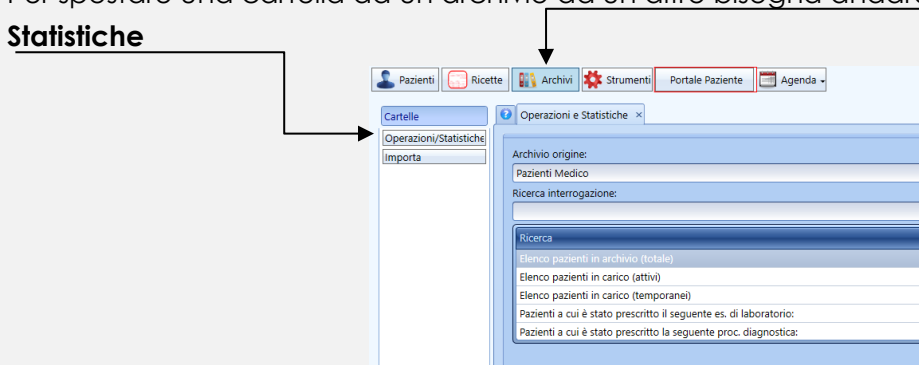 Per spostare una cartella da un archivio ad un altro bisogna andare
Statistiche
Pazienti Ricette Archivi Strumenti Portale Paziente Agenda
Cartelle
Operazioni e Statistiche ×
Operazioni/Statistiche
Importa
Archivio origine:
Pazienti Medico
Ricerca interrogazione:
Ricerca
Elenco pazienti in archivio (totale)
Elenco pazienti in carico (attivi)
Elenco pazienti in carico (temporanei)
Pazienti a cui è stato prescritto il seguente es. di laboratorio:
Pazienti a cui è stato prescritto la seguente proc. diagnostica: